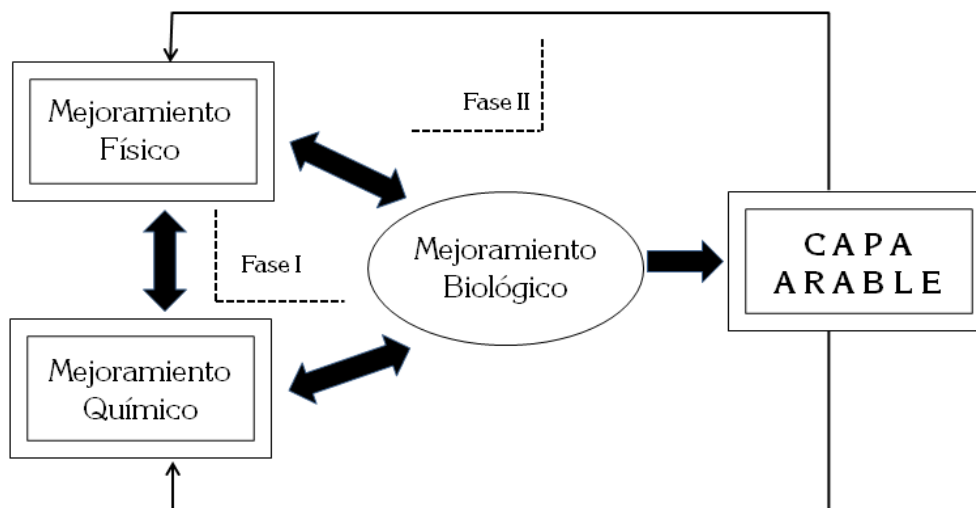 Fase II
Mejoramiento
Físico
Fase I
Mejoramiento
Biológico
CAPA
ARABLE
Mejoramiento
Químico